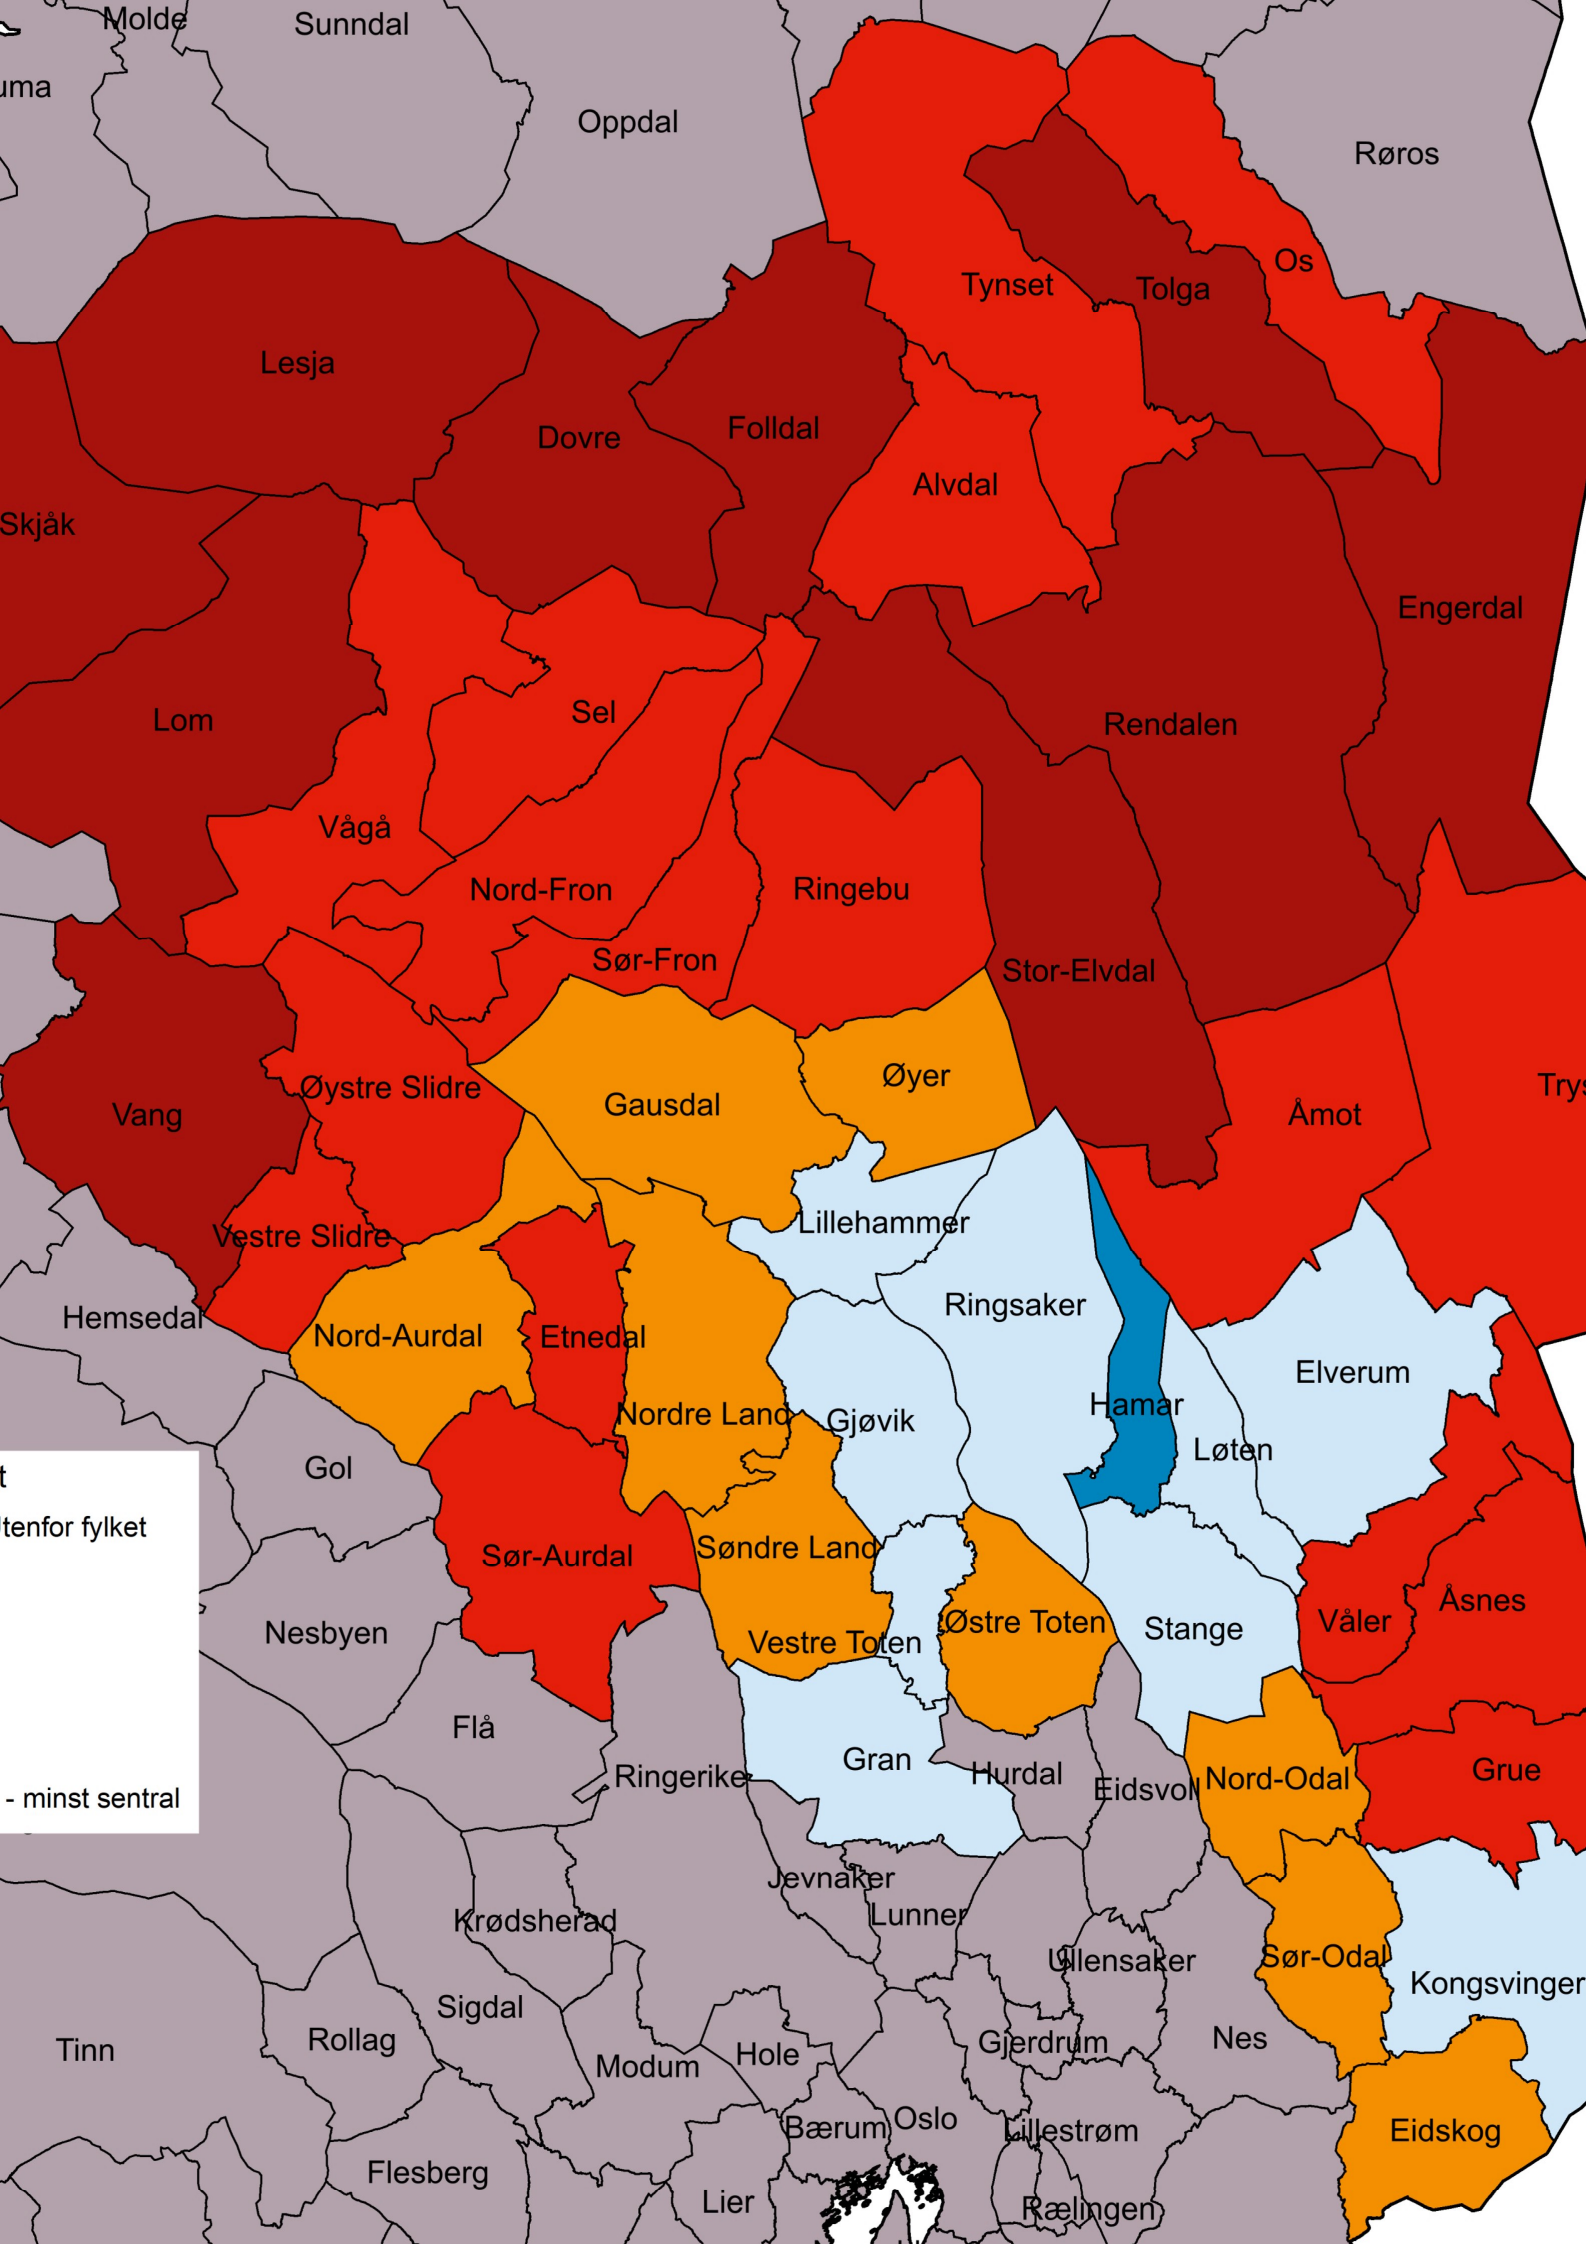 Molde
Sunndal
uma
Oppdal
Røros
Os
Tynset
Tolga
Lesja
Dovre
Folldal
Alvdal
Skjåk
Engerdal
Lom
Sel
Rendalen
Vågå
Nord-Fron
Ringebu
Sør-Fron
Stor-Elvdal
Øyer
Øystre Slidre
Gausdal
Trys
Vang
Åmot
Vestre Slidre
Lillehammer
Ringsaker
Hemsedal
Nord-Aurdal
Etnedal
Elverum
Hamar
Nordre Land
Gjøvik
Løten
Gol
t
Utenfor fylket
Søndre Land
Sør-Aurdal
Åsnes
Østre Toten
Våler
Stange
Nesbyen
Vestre Toten
Flå
Gran
Grue
Hurdal
Ringerike
Nord-Odal
Eidsvoll
- minst sentral
Jevnaker
Lunner
Krødsherad
Sør-Odal
Ullensaker
Kongsvinger
Sigdal
Rollag
Nes
Gjerdrum
Tinn
Hole
Modum
Oslo
Bærum
Lillestrøm
Eidskog
Flesberg
Lier
Rælingen